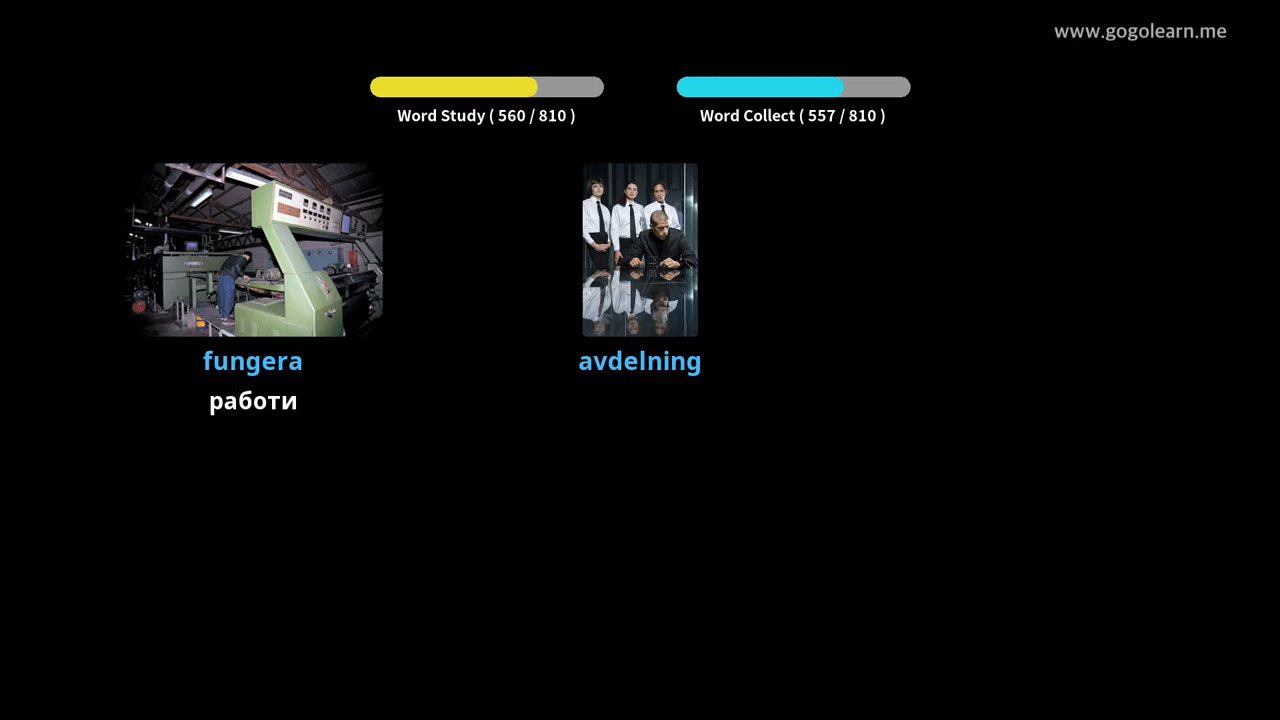 www.gogolearn.me
Word Study ( 560 / 810 )
Word Collect ( 557 / 810 )
fungera
avdelning
работи